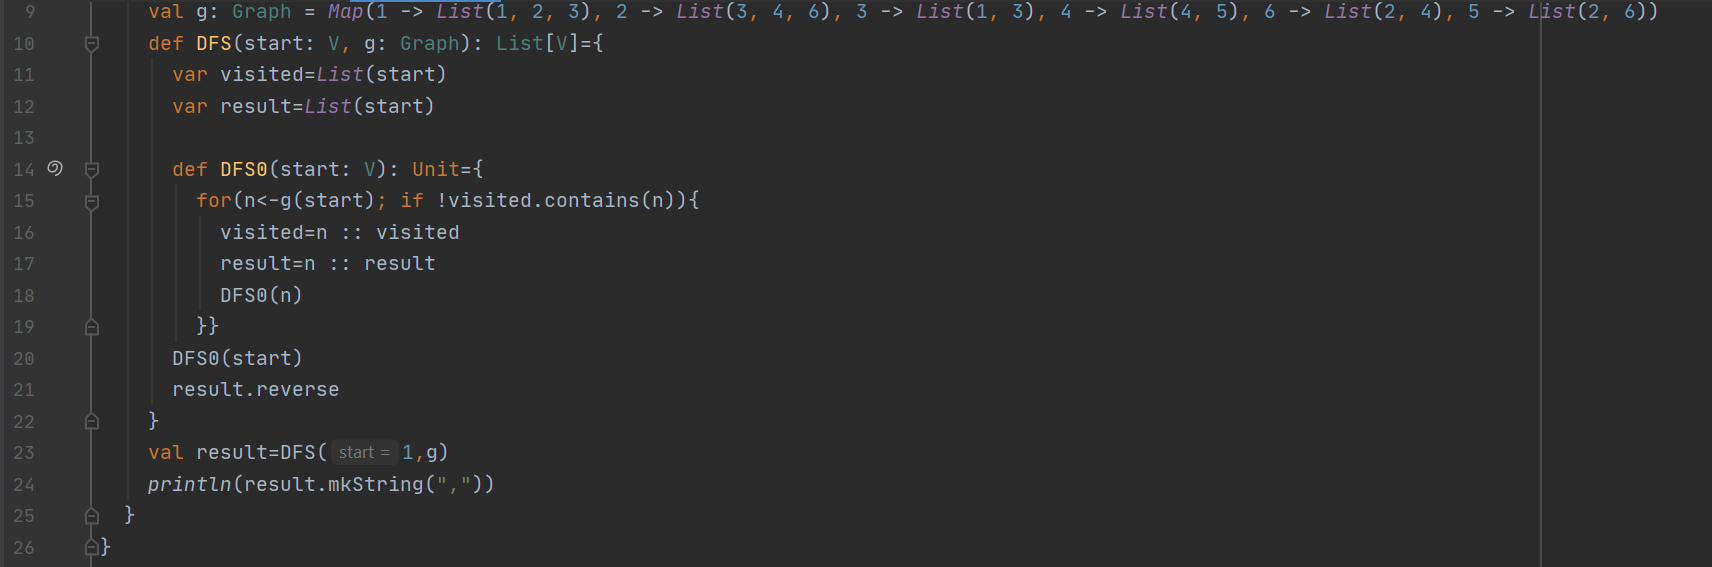 9 val g: Graph = Map(1 -> List(1, 2, 3), 2 -> List(3, 4, 6), 3 -> List(1, 3), 4 -> List(4, 5), 6 -> List(2, 4), 5 -> List(2, 6))
10 def DFS(start: V, g: Graph): List[V]={
11 var visited=List(start)
12 var result=List(start)
13
14 def DFS0(start: V): Unit={
15 for(n<-g(start); if !visited.contains(n)){
16 visited=n :: visited
17 result=n :: result
18 DFS0(n)
19 }}
20 DFS0(start)
21 result.reverse
22 }
23 val result=DFS( start = 1,g)
24 println(result.mkString(","))
25 }
26 }